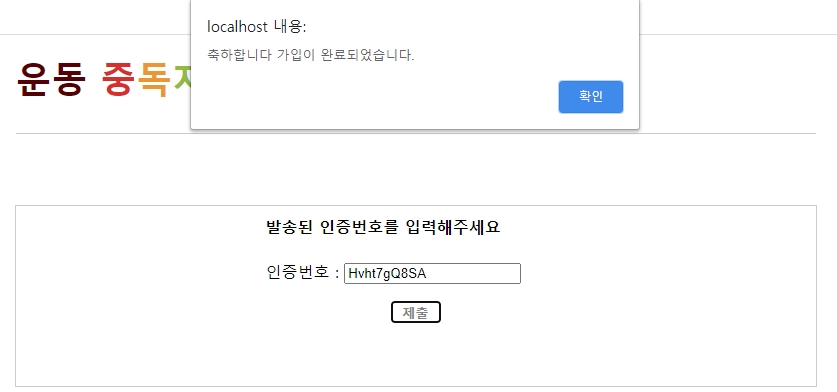 localhost 내용:
축하합니다 가입이 완료되었습니다.
확인
운동 중독
발송된 인증번호를 입력해주세요
인증번호 : Hvht7gQ8SA
제출